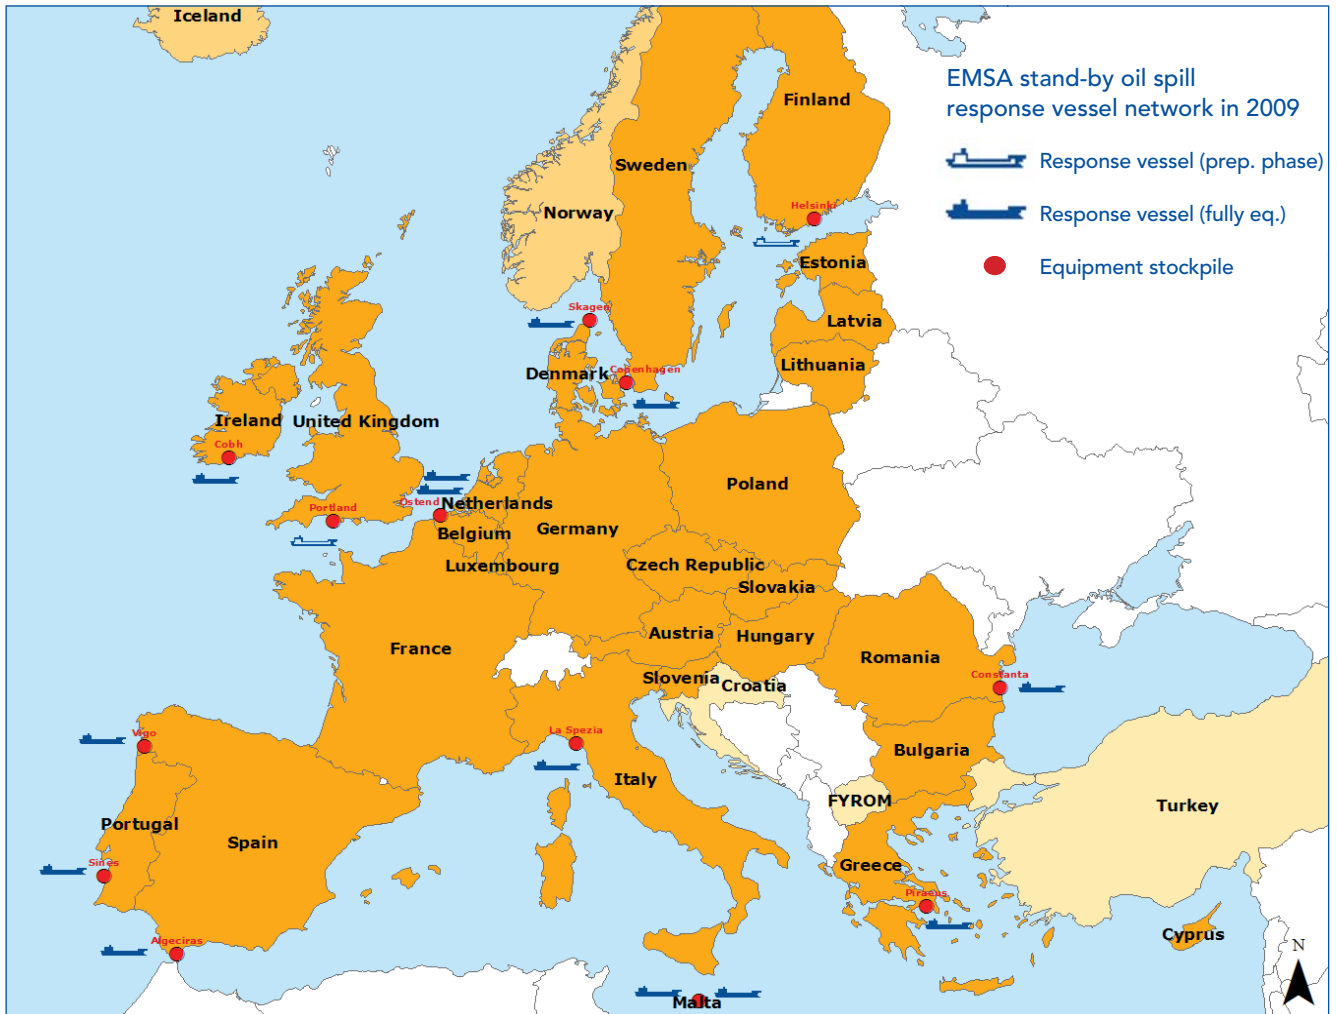 Iceland
EMSA stand-by oil spill
response vessel network in 2009
Response vessel (prep. phase)
Response vessel (fully eq.)
Equipment stockpile
Finland
Sweden
Norway
Helsinki
Estonia
Skagen
Latvia
Lithuania
Denmark
Copenhagen
Ireland
United Kingdom
Cobh
Poland
Portland
Ostend
Netherlands
Belgium
Germany
Luxembourg
Czech Republic
Slovakia
Austria
Hungary
France
Romania
Slovenia
Croatia
Constanta
Vigo
La Spezia
Bulgaria
Italy
FYROM
Turkey
Portugal
Spain
Sines
Greece
Piraeus
Algeciras
Cyprus
N
Malta